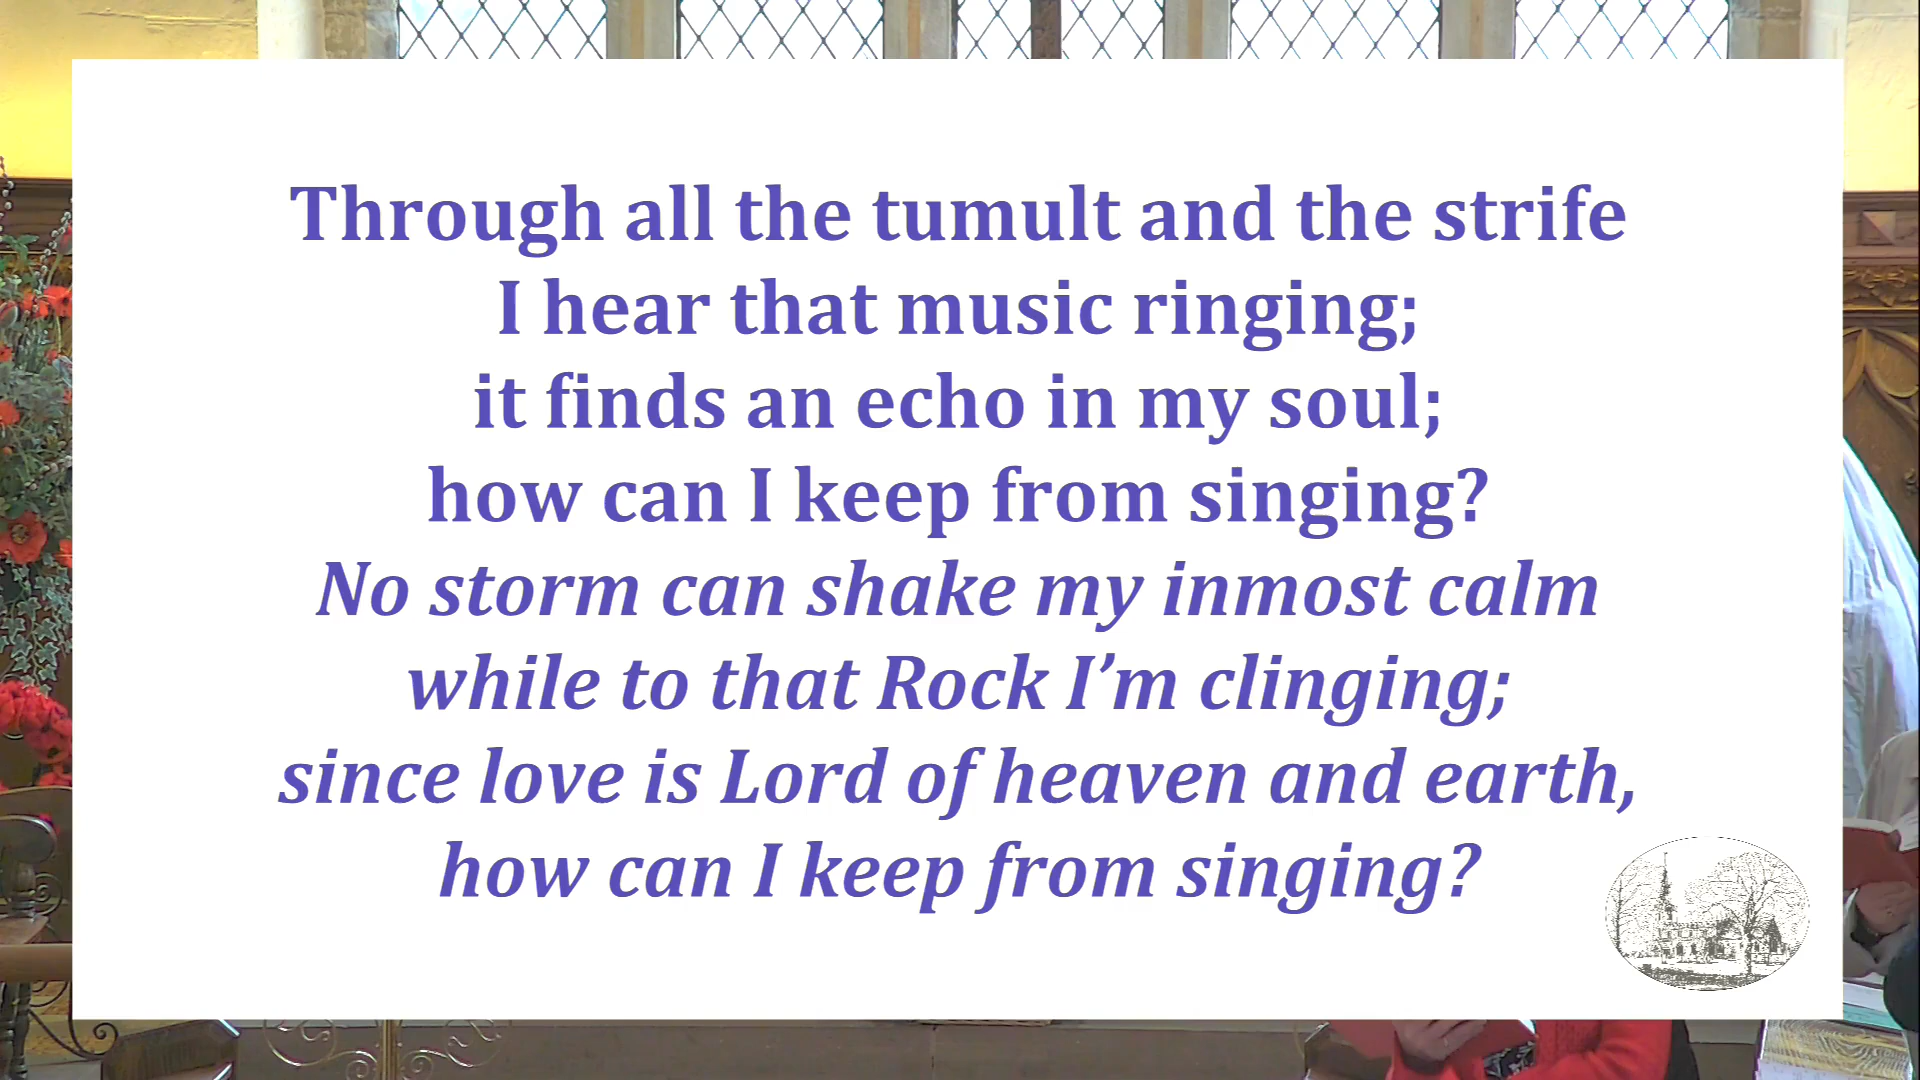 Through all the tumult and the strife
I hear that music ringing;
it finds an echo in my soul;
how can I keep from singing?
No storm can shake my inmost calm
while to that Rock I’m clinging;
since love is Lord of heaven and earth,
how can I keep from singing?